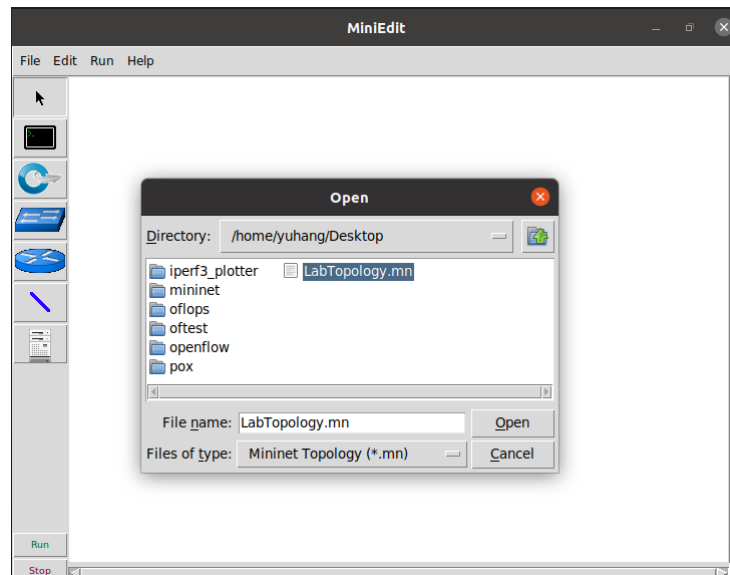 MiniEdit
File Edit Run Help
Open
Directory: /home/yuhang/Desktop
iperf3_plotter LabTopology.mn
mininet
oflops
oftest
openflow
pox
File name: LabTopology.mn Open
Files of type: Mininet Topology (*.mn) Cancel
Run
Stop